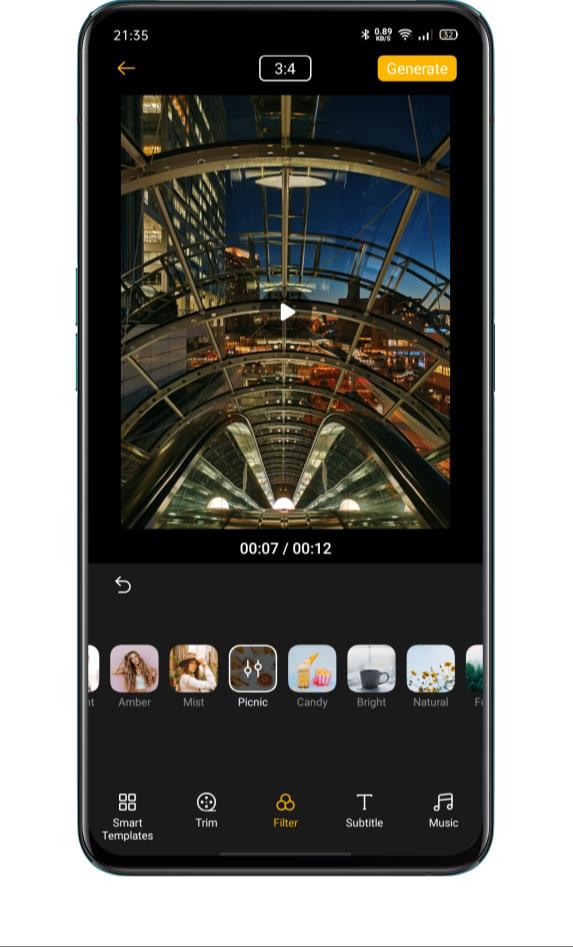 21:35
0.89
KB/S
32
3:4
Generate
00:07 / 00:12
Amber
Mist
Picnic
Candy
Bright
Natural
Smart
Templates
Trim
Filter
Subtitle
Music